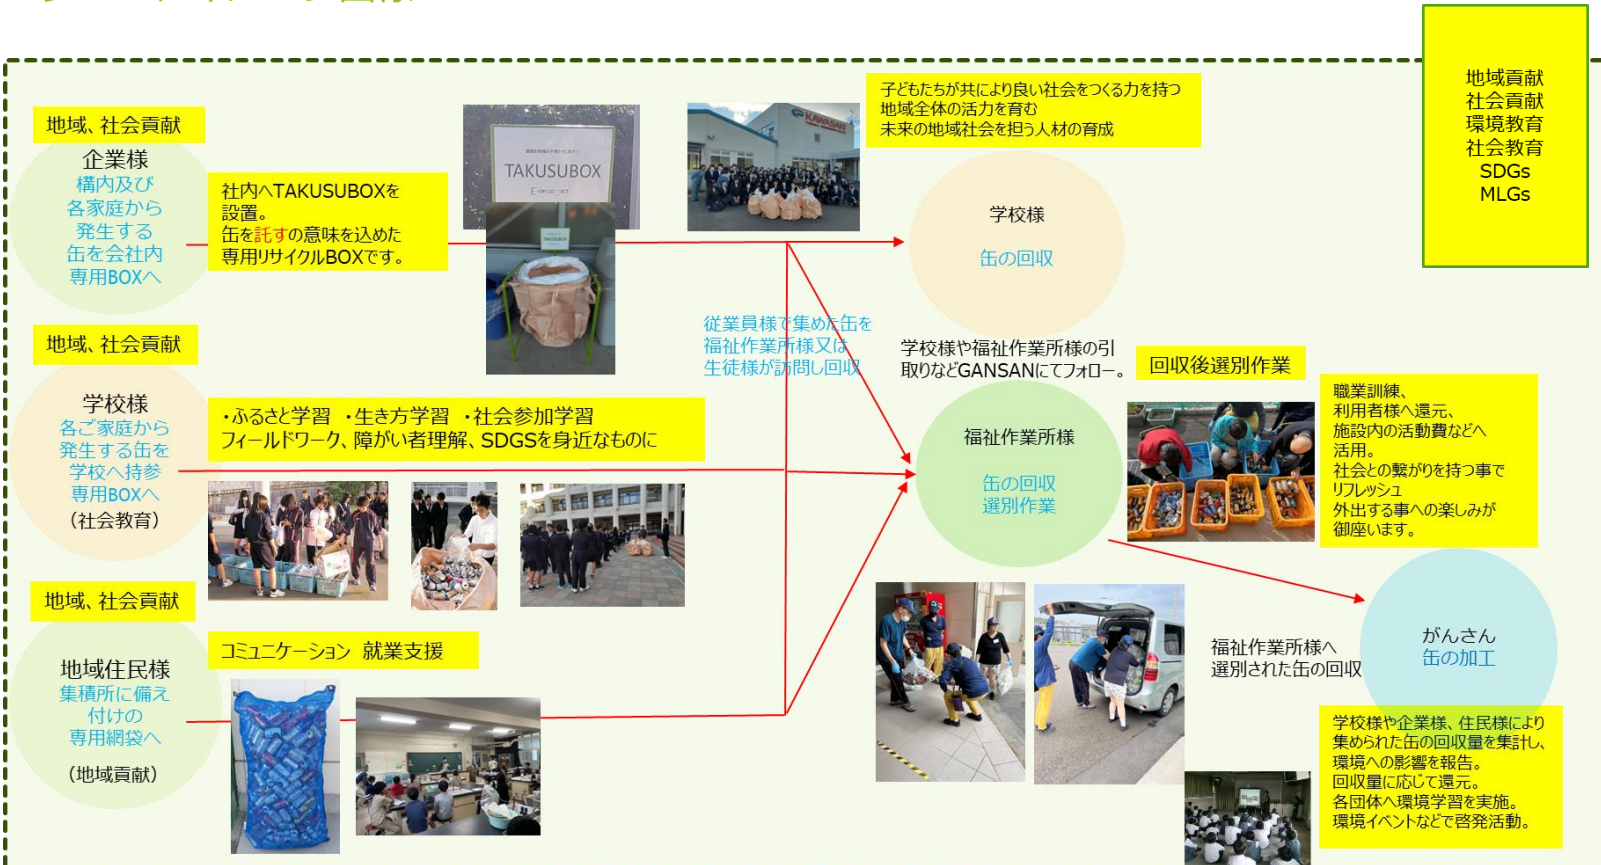 地域貢献
社会貢献
環境教育
社会教育
SDGs
MLGs
地域、社会貢献
企業様
構内及び
各家庭から
発生する
缶を会社内
専用BOXへ
社内へTAKUSUBOXを
設置。
缶を託すの意味を込めた
専用リサイクルBOXです。
TAKUSUBOX
TAKUSUBOX
KAWASAKI
子どもたちが共により良い社会をつくる力を持つ
地域全体の活力を育む
未来の地域社会を担う人材の育成
学校様
缶の回収
従業員様で集めた缶を
福祉作業所様又は
生徒様が訪問し回収
学校様や福祉作業所様の引
取りなどGANSANにてフォロー。
回収後選別作業
地域、社会貢献
学校様
各ご家庭から
発生する缶を
学校へ持参
専用BOXへ
（社会教育）
・ふるさと学習 ・生き方学習 ・社会参加学習
フィールドワーク、障がい者理解、SDGSを身近なものに
福祉作業所様
缶の回収
選別作業
職業訓練、
利用者様へ還元、
施設内の活動費などへ
活用。
社会との繋がりを持つ事で
リフレッシュ
外出する事への楽しみが
御座います。
地域、社会貢献
地域住民様
集積所に備え
付けの
専用網袋へ
（地域貢献）
コミュニケーション 就業支援
福祉作業所様へ
選別された缶の回収
がんさん
缶の加工
学校様や企業様、住民様により
集められた缶の回収量を集計し、
環境への影響を報告。
回収量に応じて還元。
各団体へ環境学習を実施。
環境イベントなどで啓発活動。